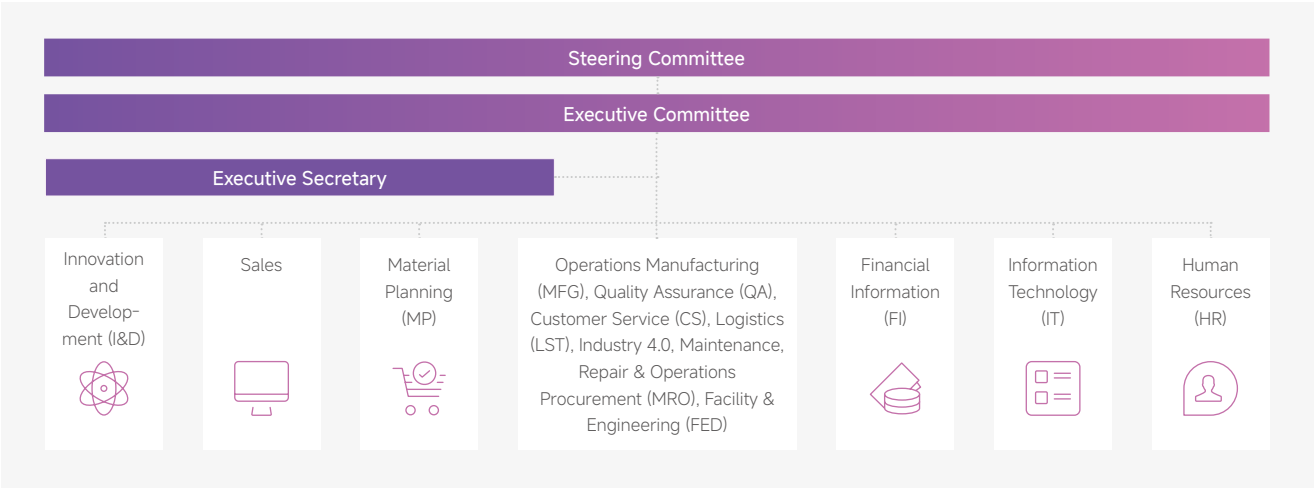 Steering Committee
Executive Committee
Executive Secretary
Innovation
and
Develop-
ment (I&D)
Sales
Material
Planning
(MP)
Operations Manufacturing
(MFG), Quality Assurance (QA),
Customer Service (CS), Logistics
(LST), Industry 4.0, Maintenance,
Repair & Operations
Procurement (MRO), Facility &
Engineering (FED)
Financial
Information
(FI)
Information
Technology
(IT)
Human
Resources
(HR)